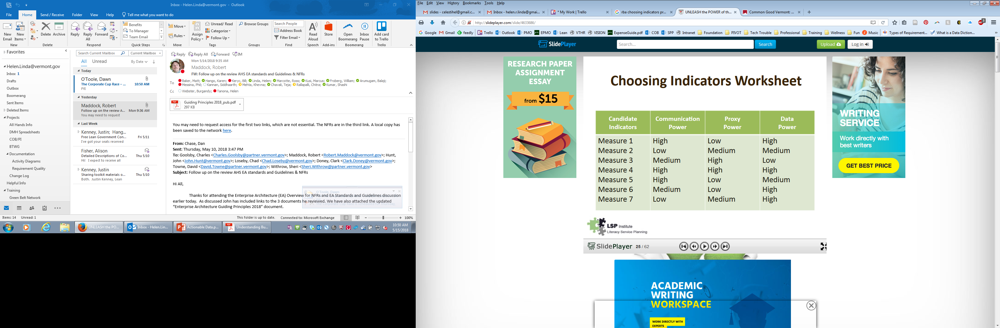 Inbox - Helen.Linda@vermont.gov - Outlook
File Home Send / Receive Folder View Help Tell me what you want to do
New Email
New Items
New
Delete
Archive
Delete
Reply
Reply All
Forward
Respond
Benefits
To Manager
Team Email
Quick Steps
Move
Rules
Move
Assign Policy
Unread/ Read
Categorize
Follow Up
Tags
Browse Groups
Groups
Search People
Address Book
Filter Email
Find
Read Aloud
Speech
Store
Add-ins
Open Boomerang
Inbox Pause
Boomerang
Add card to Trello
Trello
Favorites
Helen.Linda@vermont.gov
Inbox 1
Drafts
Outbox
Boomerang
Sent Items
Deleted Items
Projects
All Hands Info
DMH Spreadsheets
COB/PI
BTWG
Documentation
Activity Diagrams
Requirement Quality
Change Log
Helpful Info
Training
Green Belt Network
Search Current Mailbox Current Mailbox
All Unread By Date
Today
O'Toole, Dawn
The Corporate Cup Race – ... 10:50 AM
FYI
Yesterday
Maddock, Robert
Follow up on the review A... Mon 9:36 AM
You may need to request
Last Week
Kenney, Justin; Hang...
Free Lean Government Con... Fri 5/11
I've got your seats reserved
Fisher, Alison
Detailed Descriptions of Co... Thu 5/10
Hi! I expect to receive all
Kenney, Justin
Sharing toolkit materials o... Thu 5/10
Both. Justin Kenney, Lean
Reply Reply All Forward IM
Mon 5/14/2018 9:35 AM
Maddock, Robert
FW: Follow up on the review AHS EA standards and Guidelines & NFRs
To Baker, Matt; Hango, Karen; Keryc, Bill; Linda, Helen; Marcotte, Ross; Kusi, Marcus; Froberg, William; Arumugam, Balaji;
Messina, Phil; Kannan, Siddhaarth; Mehta, Khevna; Chavali, Teja; Rallapalli, Chitra; Kumar, Shashi
Cc Webster, Burgandy; Tanona, Helen
Guiding Principles 2018_pub.pdf
297 KB
You may need to request access for the first two links, which are not essential. The NFRs are in the third link. A local copy has
been saved to the network here.
From: Chase, Dan
Sent: Thursday, May 10, 2018 3:47 PM
To: Goolsby, Charles <Charles.Goolsby@partner.vermont.gov>; Maddock, Robert <Robert.Maddock@vermont.gov>; Hunt,
John <John.Hunt@vermont.gov>; Loseby, Chad <Chad.Loseby@vermont.gov>; Doney, Clark <Clark.Doney@vermont.gov>;
Towne, David <David.Towne@partner.vermont.gov>; Withrow, Sheri <Sheri.Withrow@partner.vermont.gov>
Subject: Follow up on the review AHS EA standards and Guidelines & NFRs
Hi All,
Thanks for attending the Enterprise Architecture (EA) Overview for NFRs and EA Standards and Guidelines discussion
earlier today. As discussed John has included links to the 3 documents he reviewed. We have also attached the updated
“Enterprise Architecture Guiding Principles 2018” document.
O'Toole, Dawn
Items: 14 Unread: 1 This folder is up to date. Connected to: Microsoft Exchange 100%
UNLEASH the PO... Inbox - Helen.Lin... Actionable Data.p... Understanding Bu...
10:50 AM
5/15/2018
File Edit View History Bookmarks Tools Help
slides - celestihel@gmail.c... Inbox - helen.r.linda@gmai... * My Work | Trello rba choosing indicators pr... UNLEASH the POWER of th... Common Good Vermont: ...
http://slideplayer.com/slide/4633686/
Google Gmail feedly Trello Outlook PMO EPMO Lean VTHR VISION ExpenseGuide.pdf COB SPP Intranet Foundation PIVOT Tech Trouble Professional Training Wellness Fun Music Types of Requirement... What is a Data Diction...
SlidePlayer Search... Search Upload Log in
RESEARCH PAPER
ASSIGNMENT
ESSAY
from $15
Choosing Indicators Worksheet
Candidate Indicators Communication Power Proxy Power Data Power
Measure 1 High Low High
Measure 2 Low Medium Medium
Measure 3 Medium High Low
Measure 4 High High High
Measure 5 High Low Medium
Measure 6 Medium Low High
Measure 7 Low Medium High
LSP Institute
Literacy Service Planning
SlidePlayer 25 / 62
WRITING
SERVICE
Work directly with
best writers
GET BEST PRICE
ACADEMIC
WRITING
WORKSPACE
WORK DIRECTLY WITH
EXPERTS